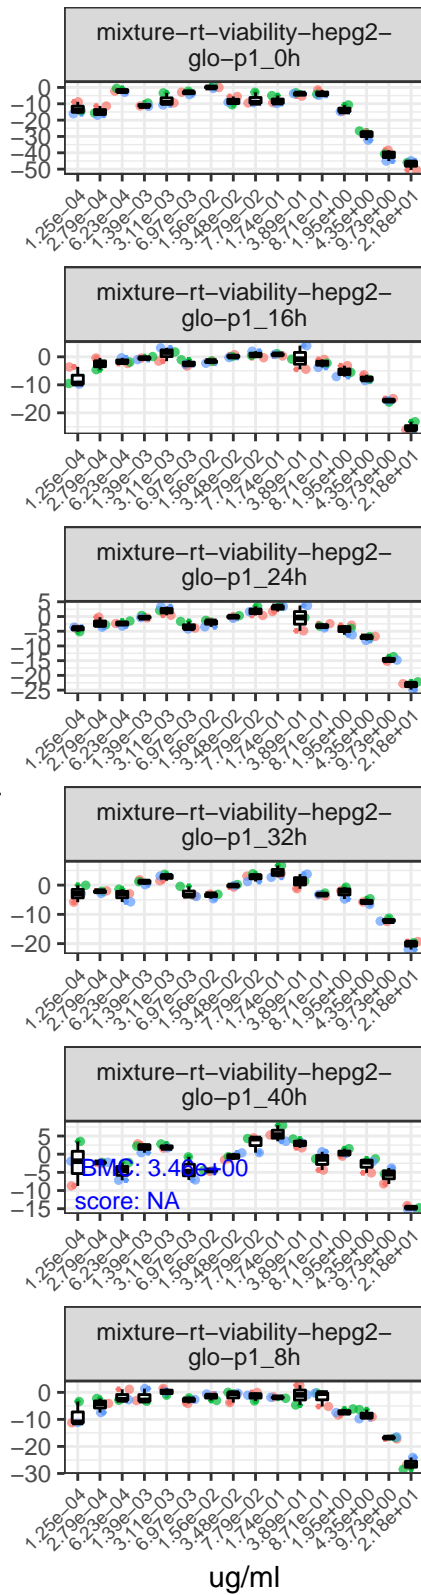 mixture−rt−viability−hepg2−
glo−p1_0h
0
−10
−20
−30
−40
−50
1.25e−04
2.79e−04
6.23e−04
1.39e−03
3.11e−03
6.97e−03
1.56e−02
3.48e−02
7.79e−02
1.74e−01
3.89e−01
8.71e−01
1.95e+00
4.35e+00
9.73e+00
2.18e+01
mixture−rt−viability−hepg2−
glo−p1_16h
0
−10
−20
1.25e−04
2.79e−04
6.23e−04
1.39e−03
3.11e−03
6.97e−03
1.56e−02
3.48e−02
7.79e−02
1.74e−01
3.89e−01
8.71e−01
1.95e+00
4.35e+00
9.73e+00
2.18e+01
mixture−rt−viability−hepg2−
glo−p1_24h
5
0
−5
−10
−15
−20
−25
1.25e−04
2.79e−04
6.23e−04
1.39e−03
3.11e−03
6.97e−03
1.56e−02
3.48e−02
7.79e−02
1.74e−01
3.89e−01
8.71e−01
1.95e+00
4.35e+00
9.73e+00
2.18e+01
mixture−rt−viability−hepg2−
glo−p1_32h
0
−10
−20
1.25e−04
2.79e−04
6.23e−04
1.39e−03
3.11e−03
6.97e−03
1.56e−02
3.48e−02
7.79e−02
1.74e−01
3.89e−01
8.71e−01
1.95e+00
4.35e+00
9.73e+00
2.18e+01
mixture−rt−viability−hepg2−
glo−p1_40h
5
0
−5
−10
−15
BMC: 3.46e+00
score: NA
1.25e−04
2.79e−04
6.23e−04
1.39e−03
3.11e−03
6.97e−03
1.56e−02
3.48e−02
7.79e−02
1.74e−01
3.89e−01
8.71e−01
1.95e+00
4.35e+00
9.73e+00
2.18e+01
mixture−rt−viability−hepg2−
glo−p1_8h
0
−10
−20
−30
1.25e−04
2.79e−04
6.23e−04
1.39e−03
3.11e−03
6.97e−03
1.56e−02
3.48e−02
7.79e−02
1.74e−01
3.89e−01
8.71e−01
1.95e+00
4.35e+00
9.73e+00
2.18e+01
ug/ml